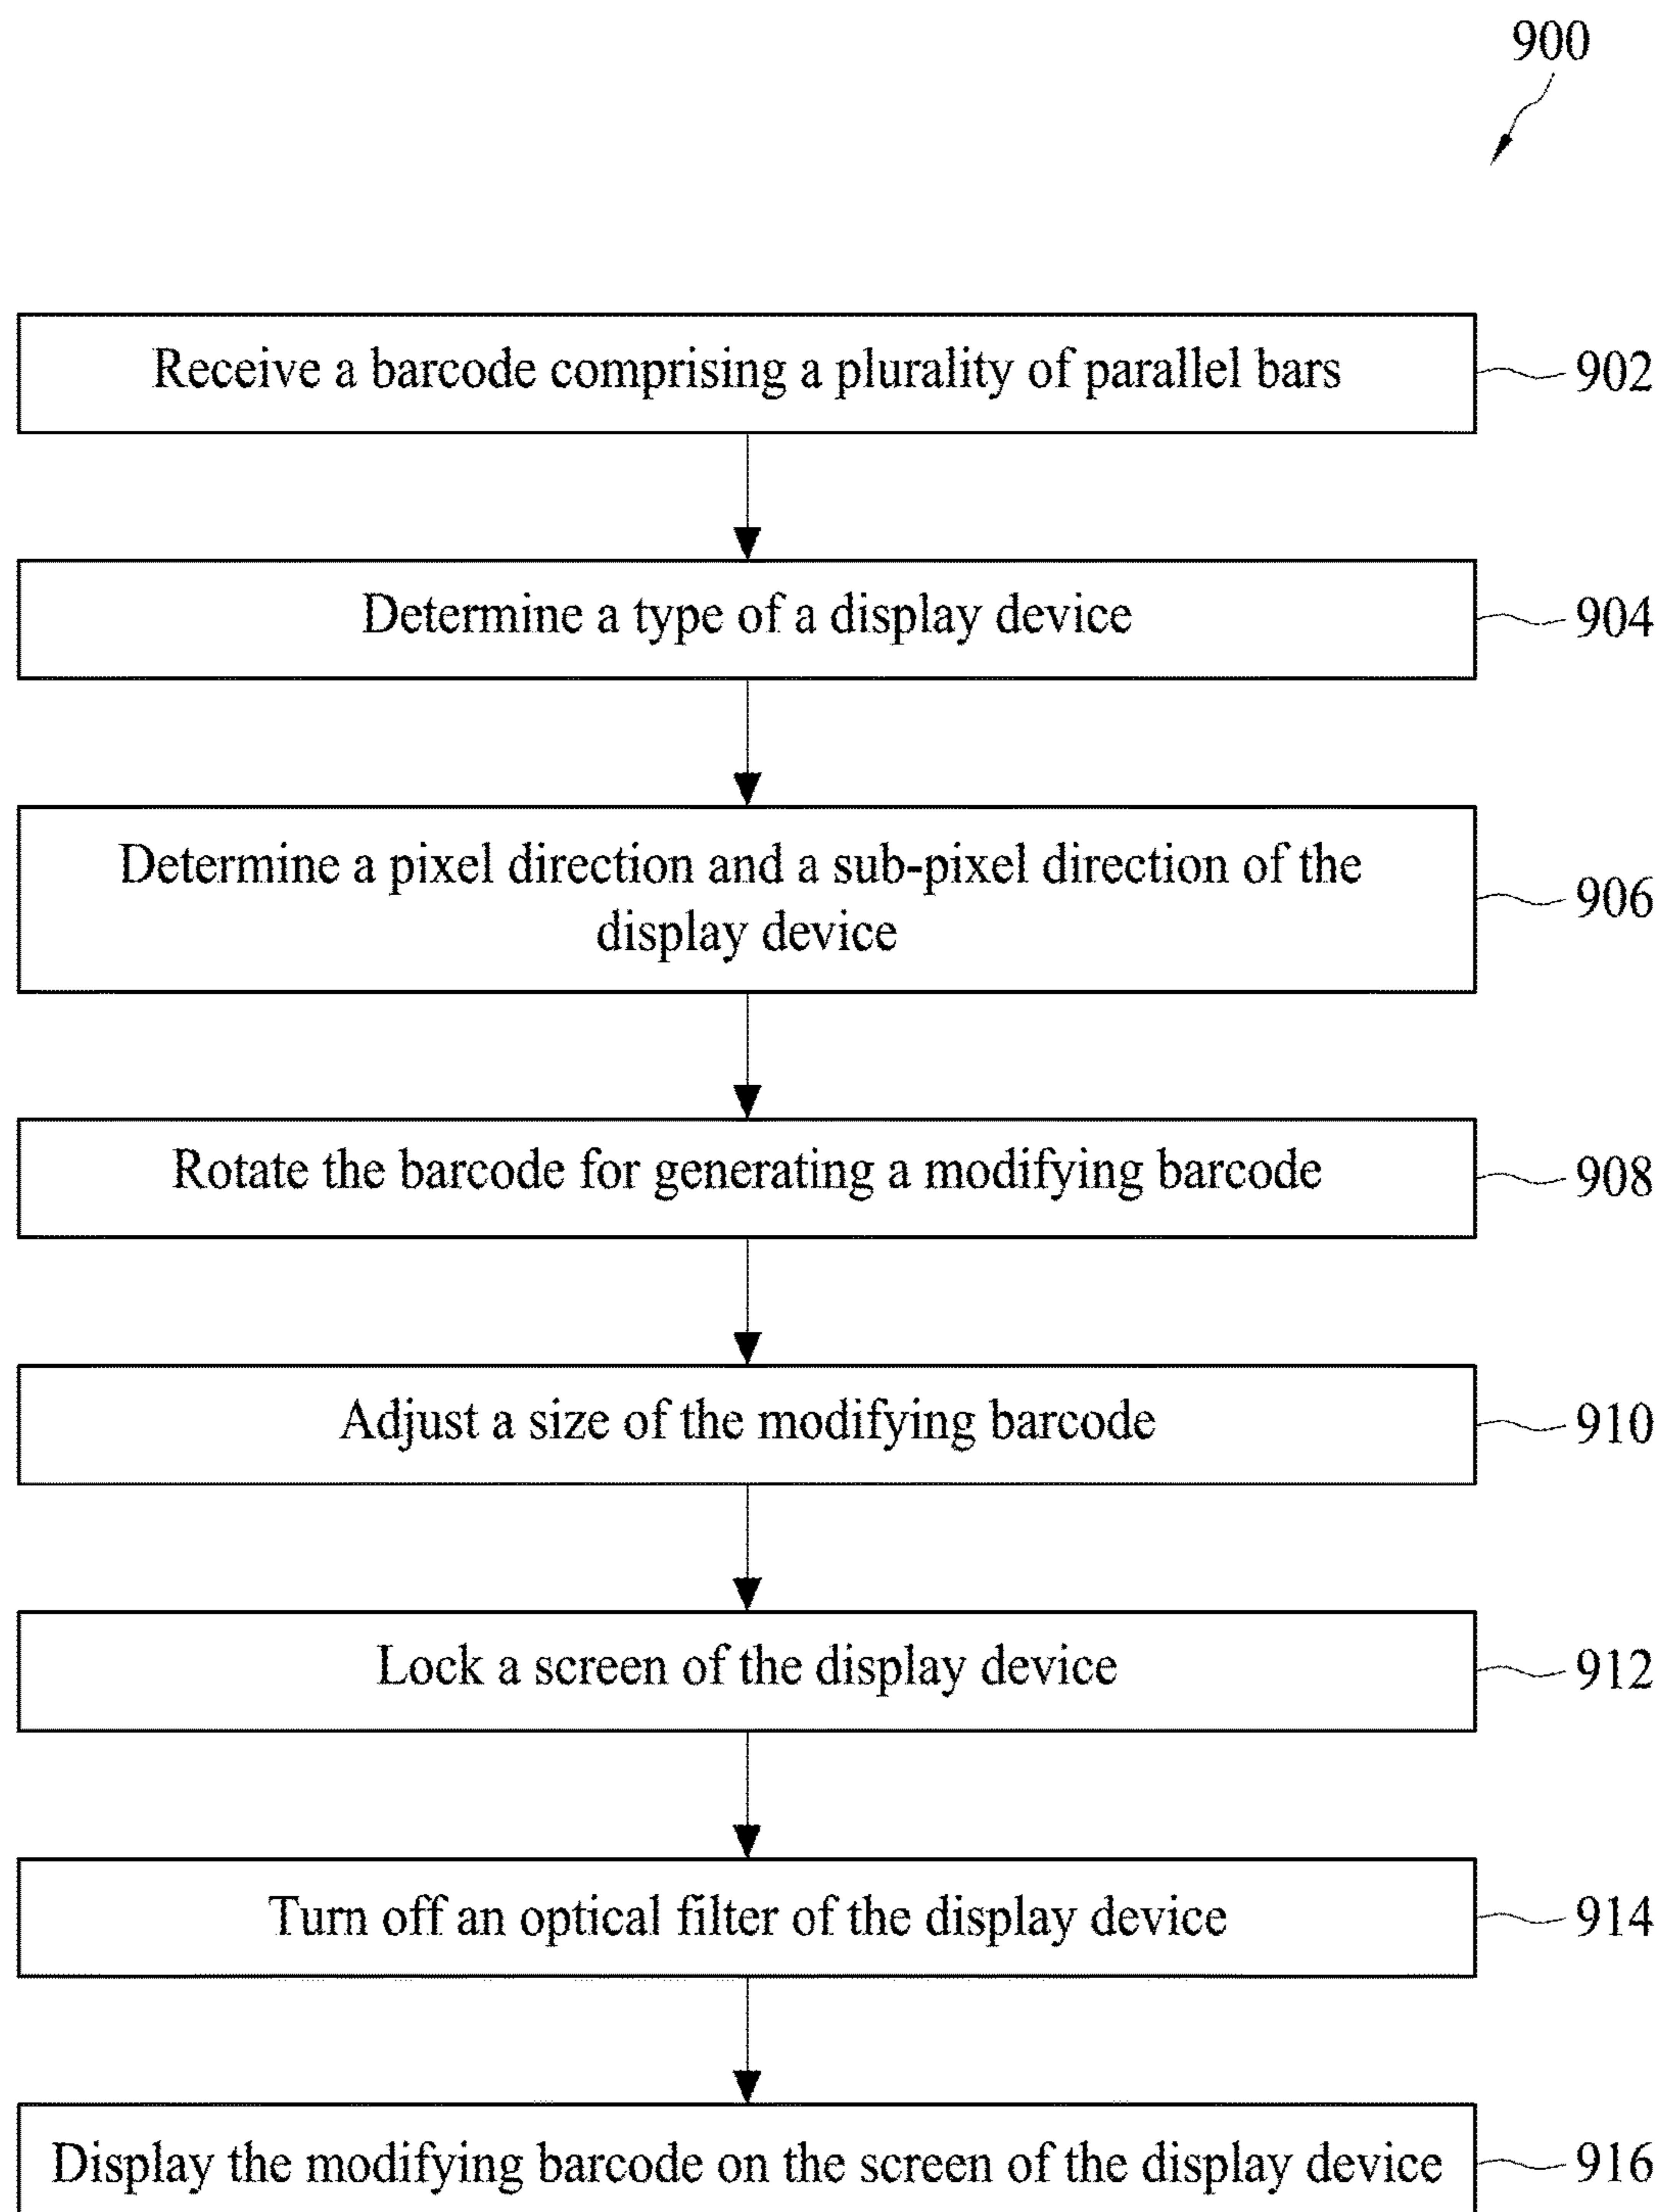 900
Receive a barcode comprising a plurality of parallel bars
902
Determine a type of a display device
904
Determine a pixel direction and a sub-pixel direction of the
display device
906
Rotate the barcode for generating a modifying barcode
908
Adjust a size of the modifying barcode
910
Lock a screen of the display device
912
Turn off an optical filter of the display device
914
Display the modifying barcode on the screen of the display device
916